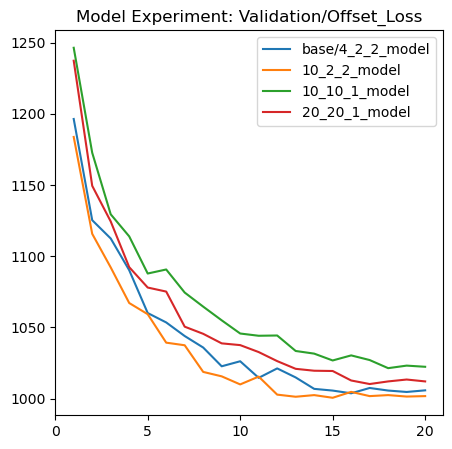 Model Experiment: Validation/Offset_Loss
base/4_2_2_model
10_2_2_model
10_10_1_model
20_20_1_model
1250
1200
1150
1100
1050
1000
0 5 10 15 20